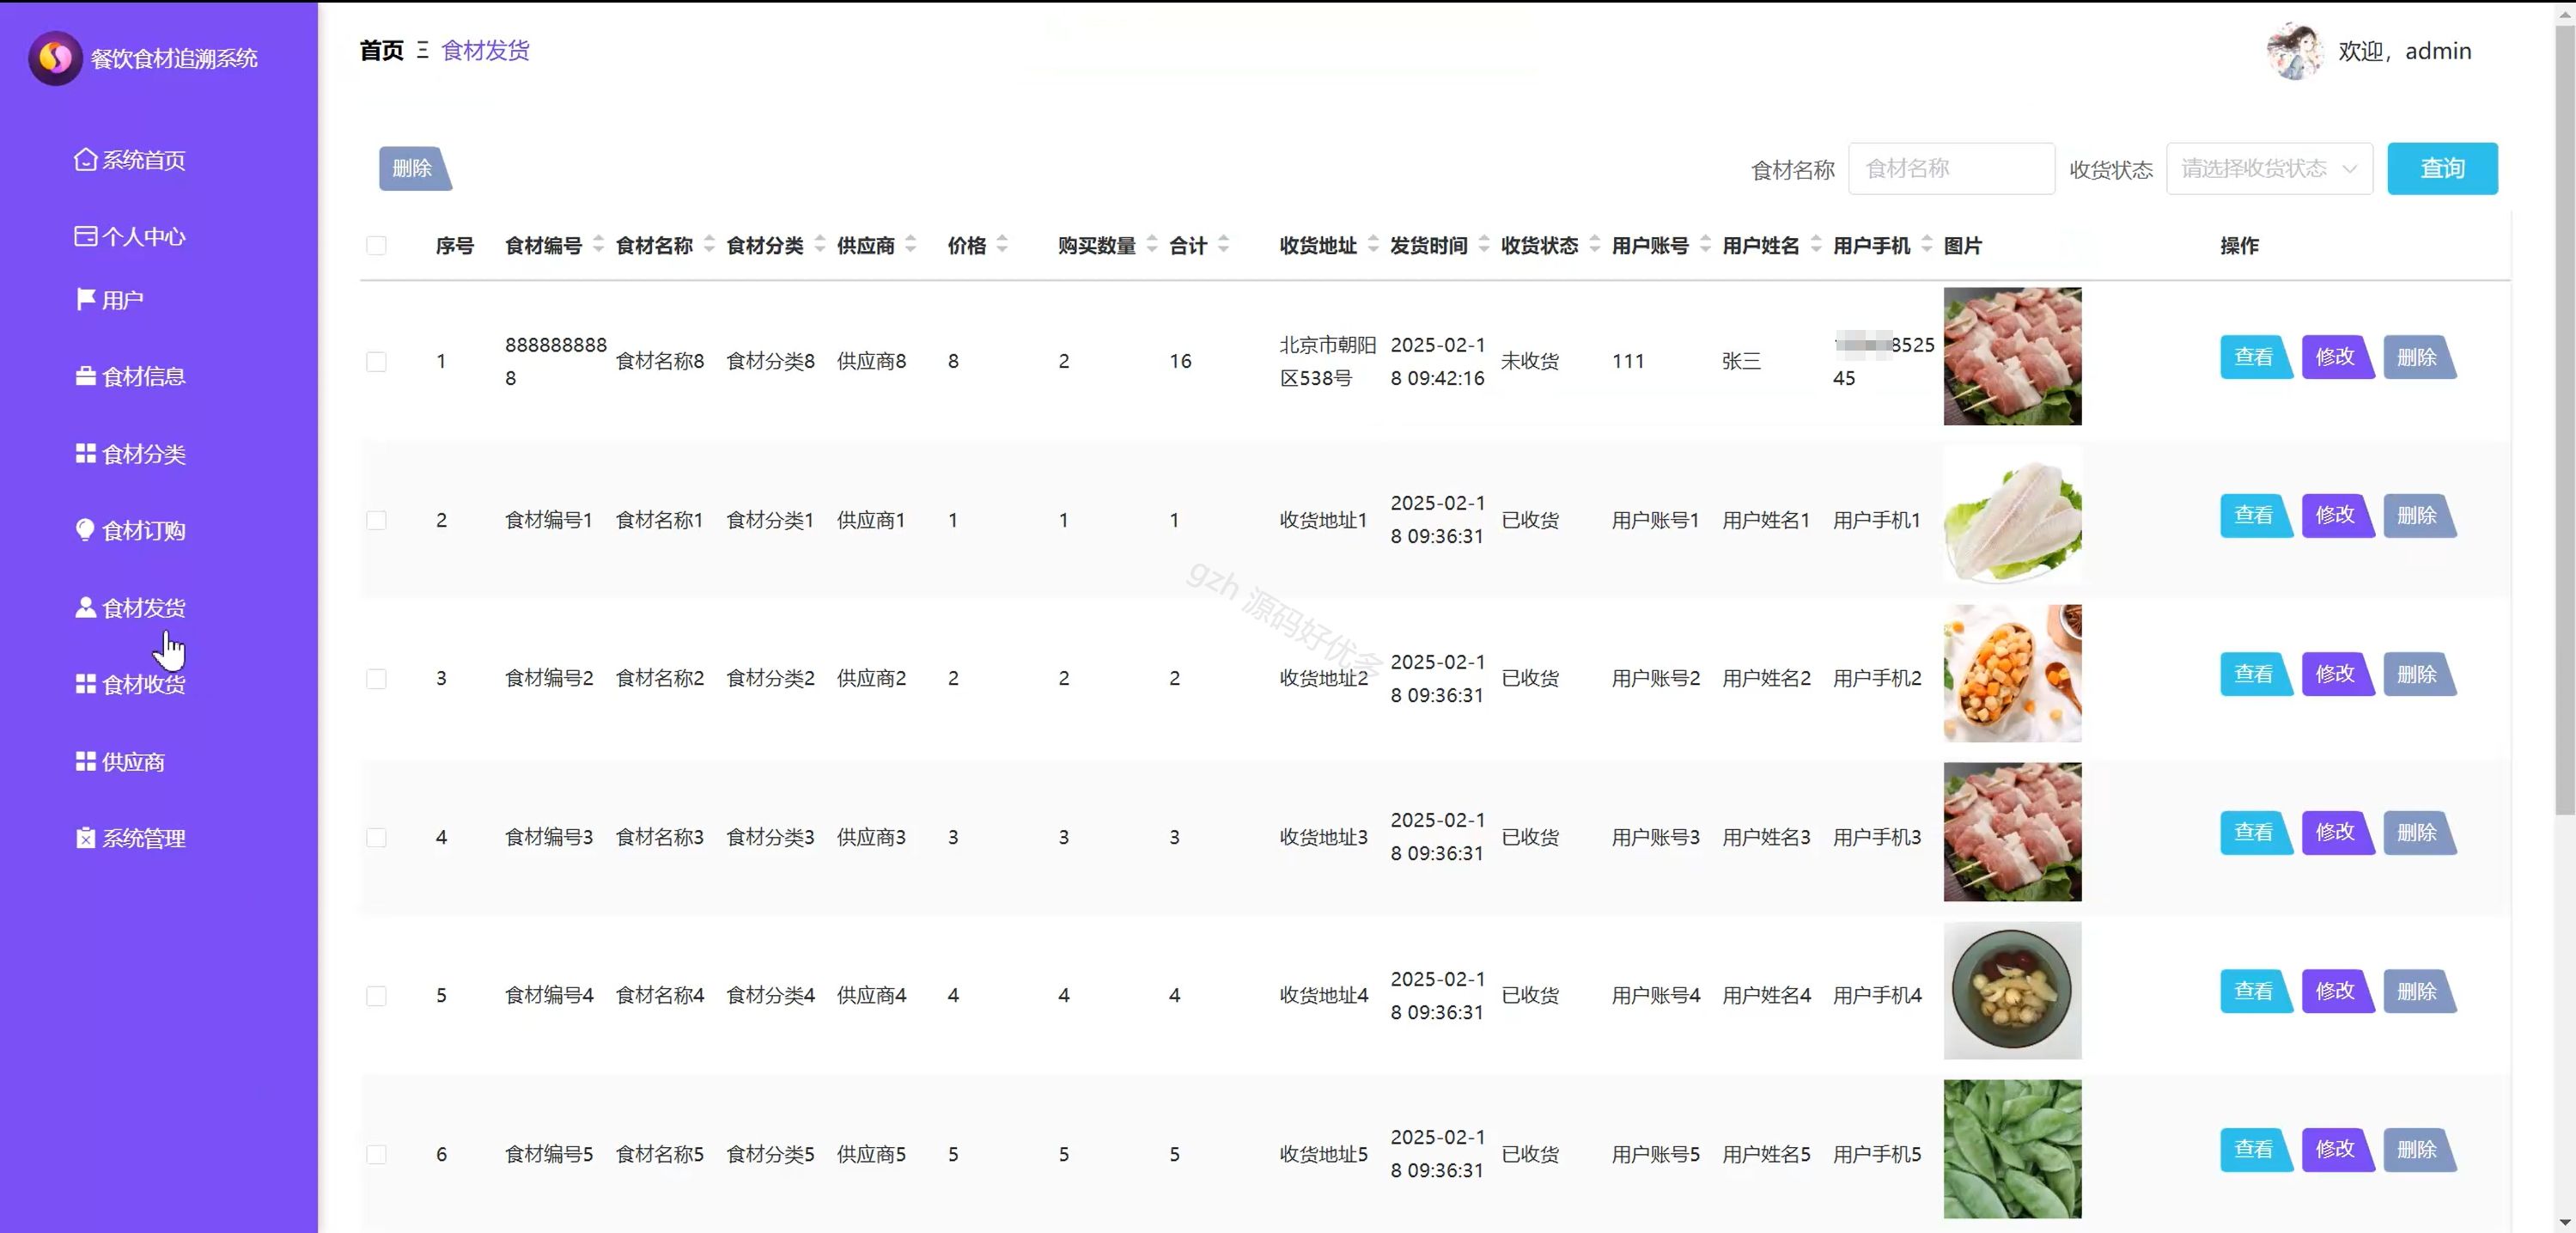 餐饮食材追溯系统
首页 Ξ 食材发货
欢迎，admin
系统首页
个人中心
用户
食材信息
食材分类
食材订购
食材发货
食材收货
供应商
系统管理
删除
食材名称 食材名称 收货状态 请选择收货状态 查询
序号 食材编号 食材名称 食材分类 供应商 价格 购买数量 合计 收货地址 发货时间 收货状态 用户账号 用户姓名 用户手机 图片 操作
888888888 北京市朝阳 2025-02-1 8525
1 食材名称8 食材分类8 供应商8 8 2 16 未收货 111 张三 查看 修改 删除
8 区538号 8 09:42:16 45
2025-02-1
2 食材编号1 食材名称1 食材分类1 供应商1 1 1 1 收货地址1 已收货 用户账号1 用户姓名1 用户手机1 查看 修改 删除
8 09:36:31
gzh 源码好优多
2025-02-1
3 食材编号2 食材名称2 食材分类2 供应商2 2 2 2 收货地址2 已收货 用户账号2 用户姓名2 用户手机2 查看 修改 删除
8 09:36:31
2025-02-1
4 食材编号3 食材名称3 食材分类3 供应商3 3 3 3 收货地址3 已收货 用户账号3 用户姓名3 用户手机3 查看 修改 删除
8 09:36:31
2025-02-1
5 食材编号4 食材名称4 食材分类4 供应商4 4 4 4 收货地址4 已收货 用户账号4 用户姓名4 用户手机4 查看 修改 删除
8 09:36:31
2025-02-1
6 食材编号5 食材名称5 食材分类5 供应商5 5 5 5 收货地址5 已收货 用户账号5 用户姓名5 用户手机5 查看 修改 删除
8 09:36:31